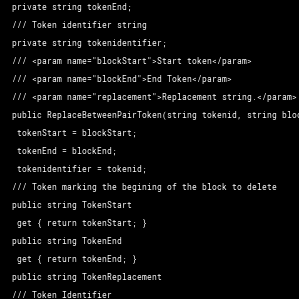 private string tokenEnd;
/// Token identifier string
private string tokenidentifier;
/// <param name="blockStart">Start token</param>
/// <param name="blockEnd">End Token</param>
/// <param name="replacement">Replacement string.</param>
public ReplaceBetweenPairToken(string tokenid, string bloc
tokenStart = blockStart;
tokenEnd = blockEnd;
tokenidentifier = tokenid;
/// Token marking the begining of the block to delete
public string TokenStart
get { return tokenStart; }
public string TokenEnd
get { return tokenEnd; }
public string TokenReplacement
/// Token Identifier